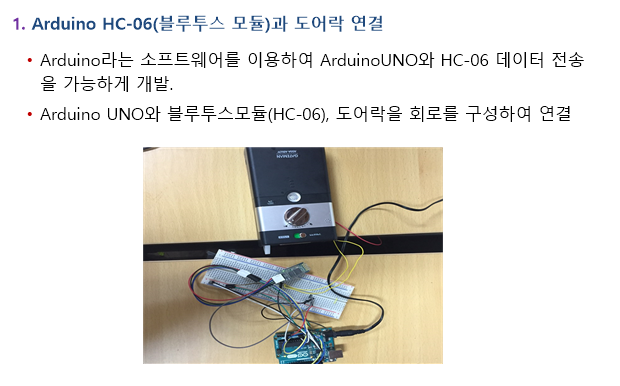 1. Arduino HC-06(블루투스 모듈)과 도어락 연결
• Arduino라는 소프트웨어를 이용하여 ArduinoUNO와 HC-06 데이터 전송
을 가능하게 개발.
• Arduino UNO와 블루투스모듈(HC-06), 도어락을 회로를 구성하여 연결